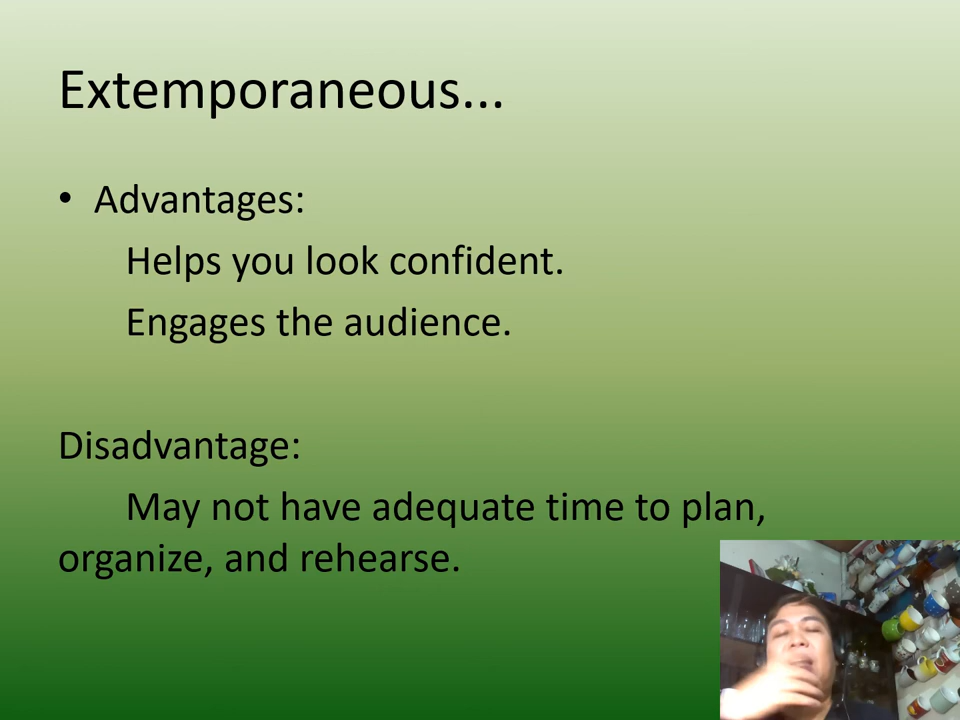 Extemporaneous...
• Advantages:
Helps you look confident.
Engages the audience.
Disadvantage:
May not have adequate time to plan,
organize, and rehearse.